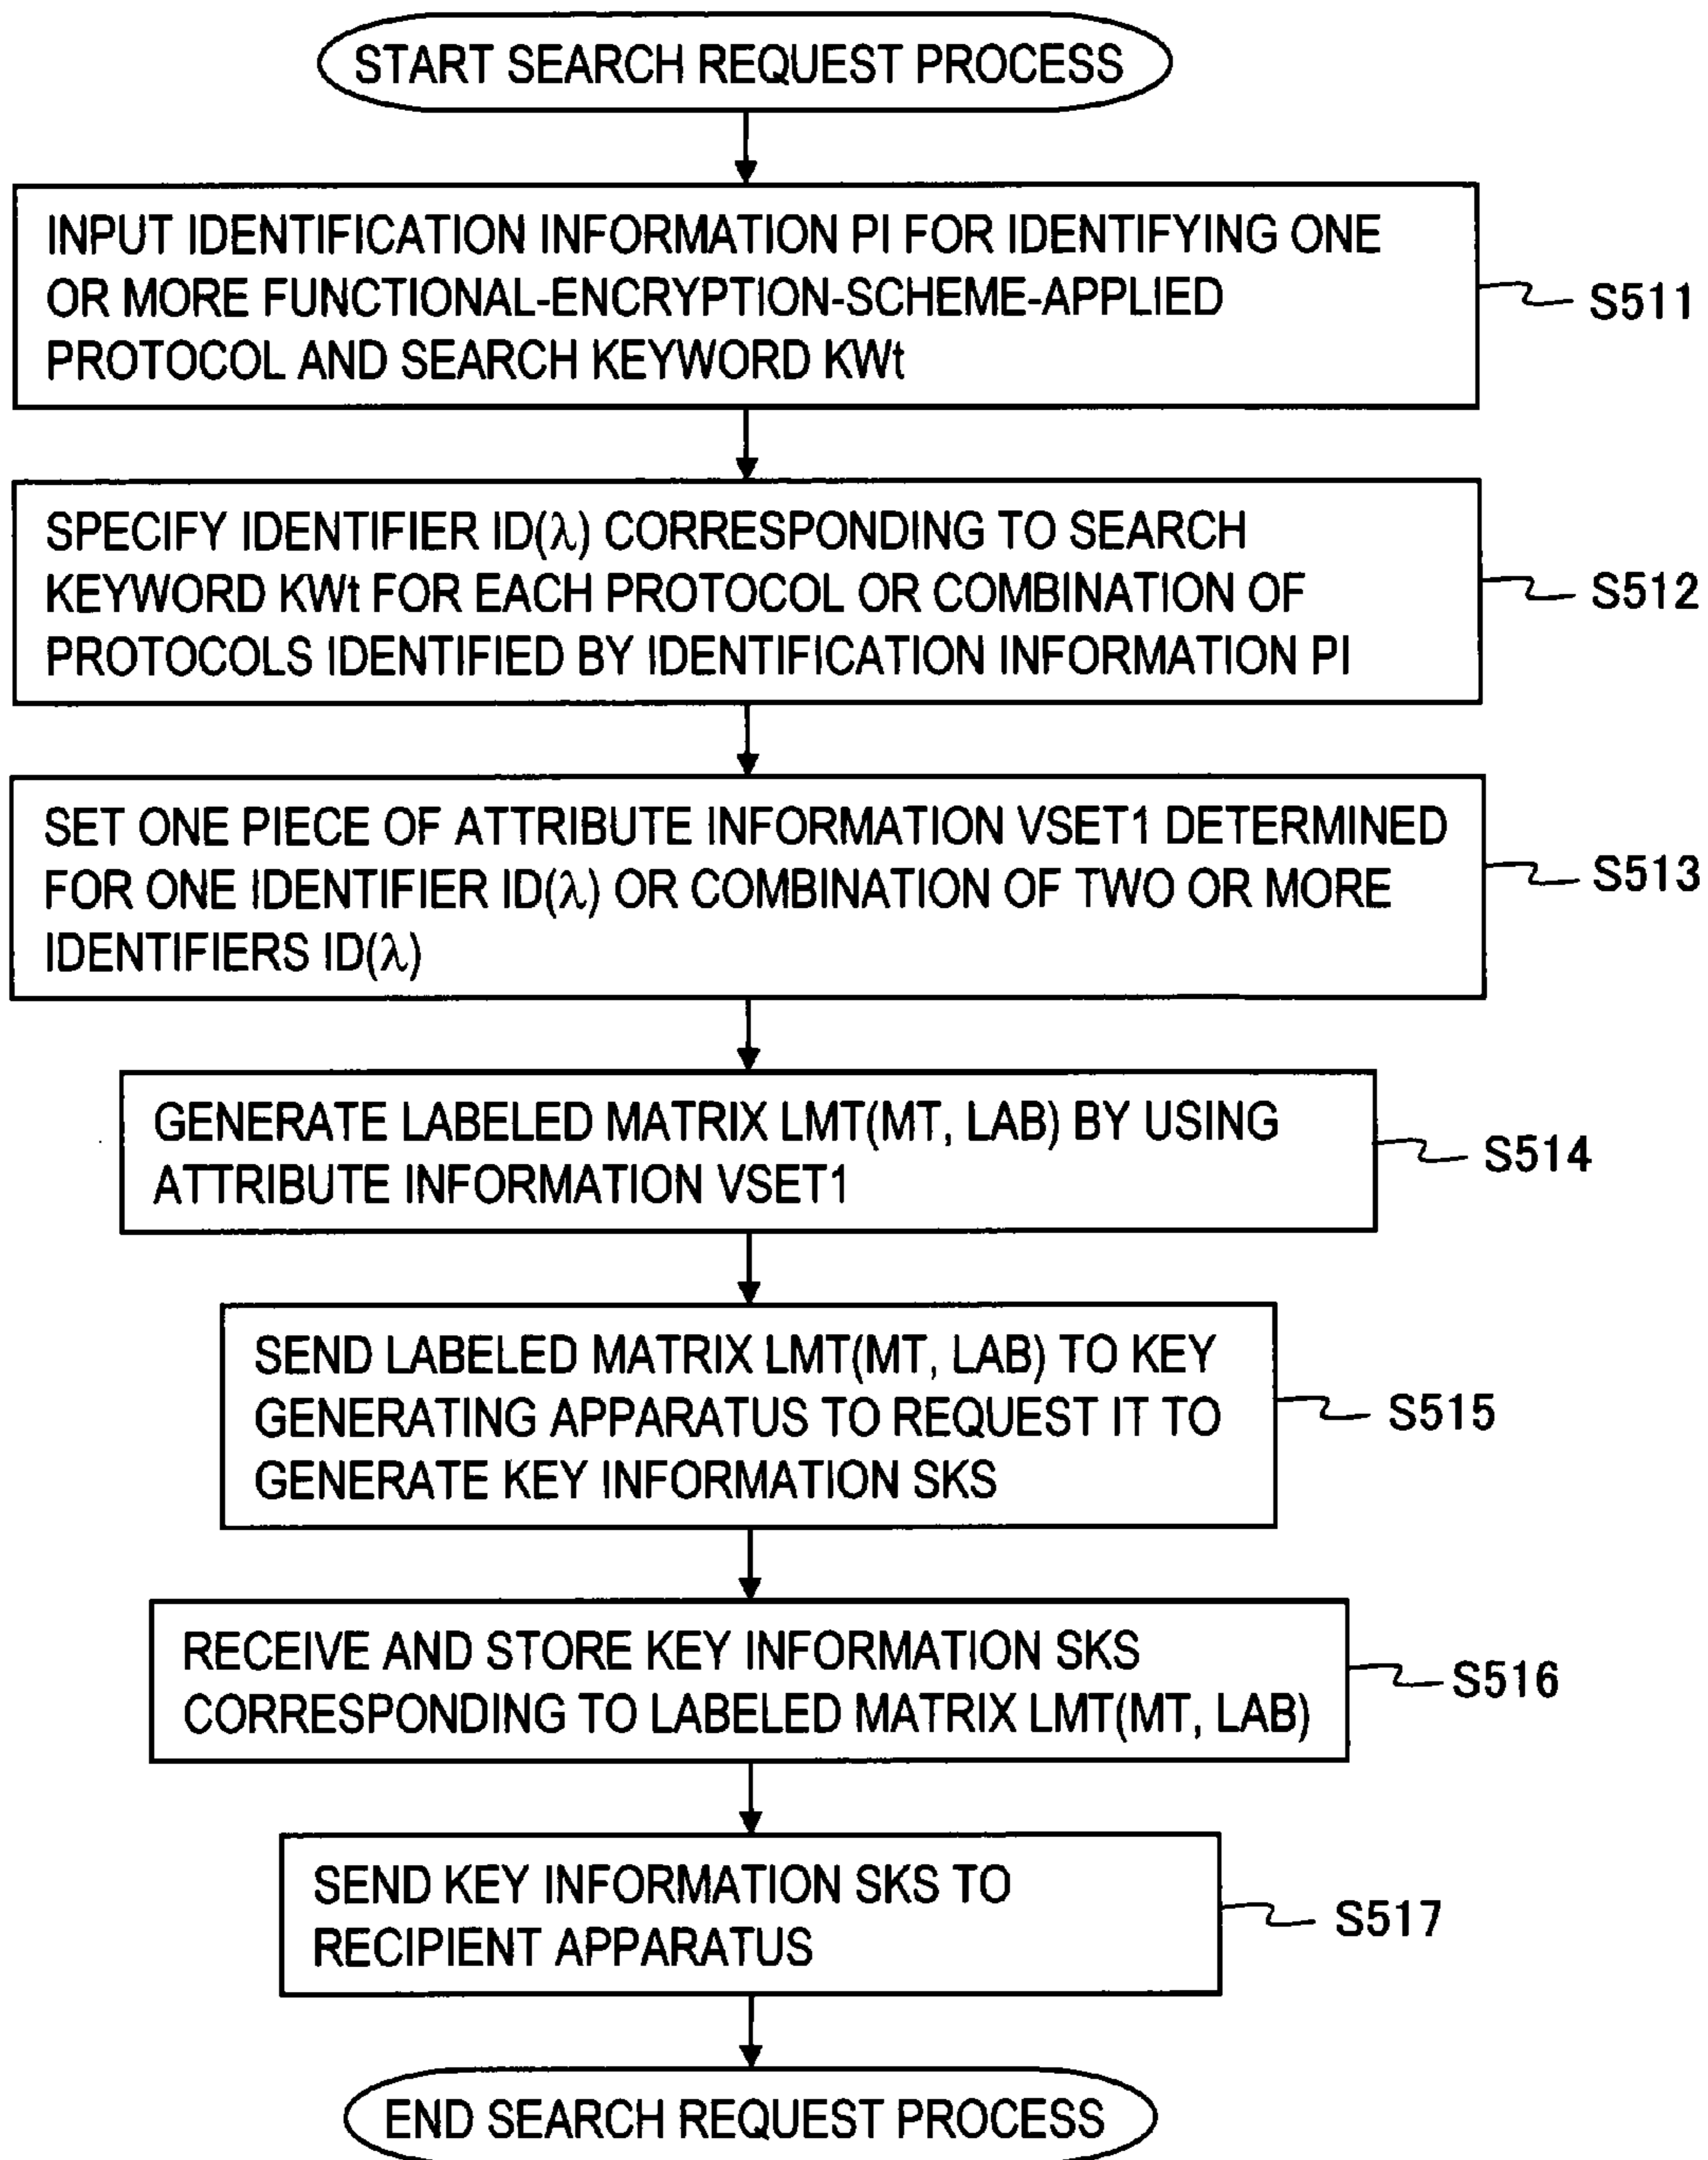 START SEARCH REQUEST PROCESS
INPUT IDENTIFICATION INFORMATION PI FOR IDENTIFYING ONE
OR MORE FUNCTIONAL-ENCRYPTION-SCHEME-APPLIED
PROTOCOL AND SEARCH KEYWORD KWt
S511
SPECIFY IDENTIFIER ID(λ) CORRESPONDING TO SEARCH
KEYWORD KWt FOR EACH PROTOCOL OR COMBINATION OF
PROTOCOLS IDENTIFIED BY IDENTIFICATION INFORMATION PI
S512
SET ONE PIECE OF ATTRIBUTE INFORMATION VSET1 DETERMINED
FOR ONE IDENTIFIER ID(λ) OR COMBINATION OF TWO OR MORE
IDENTIFIERS ID(λ)
S513
GENERATE LABELED MATRIX LMT(MT, LAB) BY USING
ATTRIBUTE INFORMATION VSET1
S514
SEND LABELED MATRIX LMT(MT, LAB) TO KEY
GENERATING APPARATUS TO REQUEST IT TO
GENERATE KEY INFORMATION SKS
S515
RECEIVE AND STORE KEY INFORMATION SKS
CORRESPONDING TO LABELED MATRIX LMT(MT, LAB)
S516
SEND KEY INFORMATION SKS TO
RECIPIENT APPARATUS
S517
END SEARCH REQUEST PROCESS